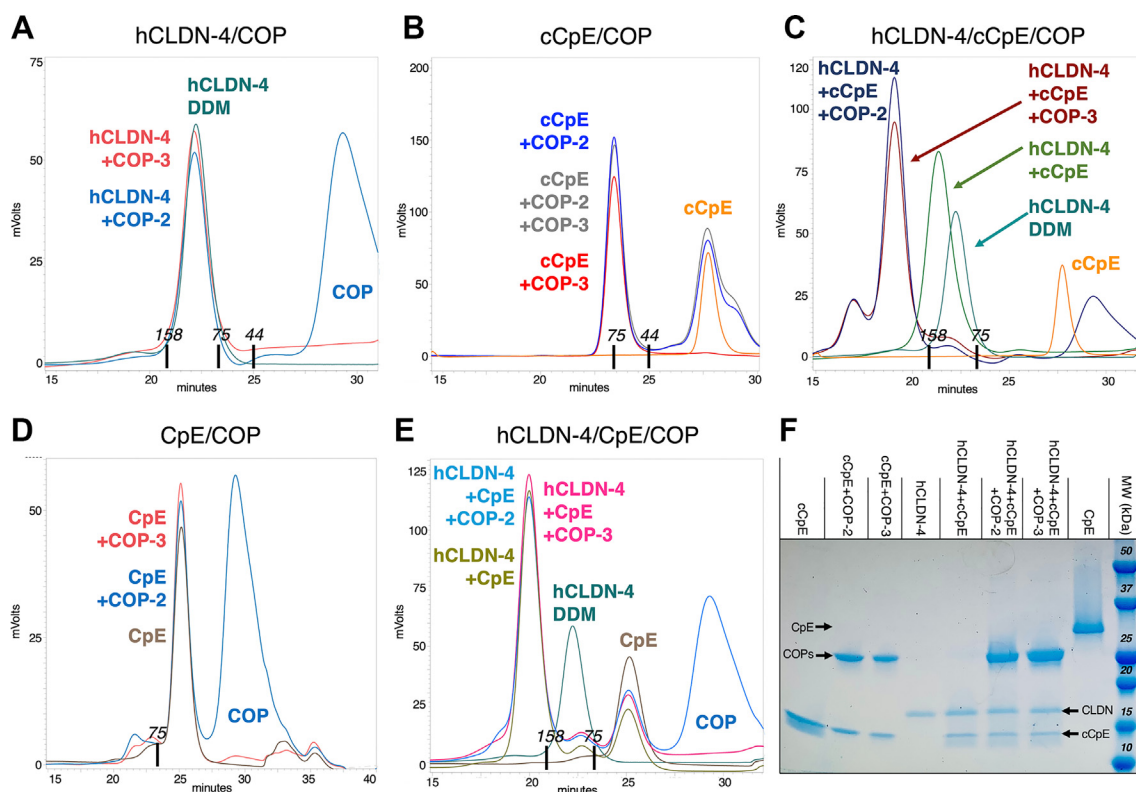 A
hCLDN-4/COP
75
50
25
0
mVolts
hCLDN-4
DDM
hCLDN-4
+COP-3
hCLDN-4
+COP-2
COP
158
75
44
15
20
25
30
minutes
B
cCpE/COP
200
150
100
50
0
mVolts
cCpE
+COP-2
cCpE
+COP-2
+COP-3
cCpE
+COP-3
cCpE
75
44
15
20
25
30
minutes
C
hCLDN-4/cCpE/COP
120
100
75
50
25
0
mVolts
hCLDN-4
+cCpE
+COP-2
hCLDN-4
+cCpE
+COP-3
hCLDN-4
+cCpE
hCLDN-4
DDM
cCpE
158
75
15
20
25
30
minutes
D
CpE/COP
50
25
0
mVolts
CpE
+COP-3
CpE
+COP-2
CpE
COP
75
15
20
25
30
35
40
minutes
E
hCLDN-4/CpE/COP
125
100
75
50
25
0
mVolts
hCLDN-4
+CpE
+COP-2
hCLDN-4
+CpE
+COP-3
hCLDN-4
+CpE
hCLDN-4
DDM
CpE
COP
158
75
15
20
25
30
minutes
F
cCpE
cCpE+COP-2
cCpE+COP-3
hCLDN-4
hCLDN-4+cCpE
hCLDN-4+cCpE
+COP-2
hCLDN-4+cCpE
+COP-3
CpE
MW (kDa)
CpE
COPs
CLDN
cCpE
50
37
25
20
15
10